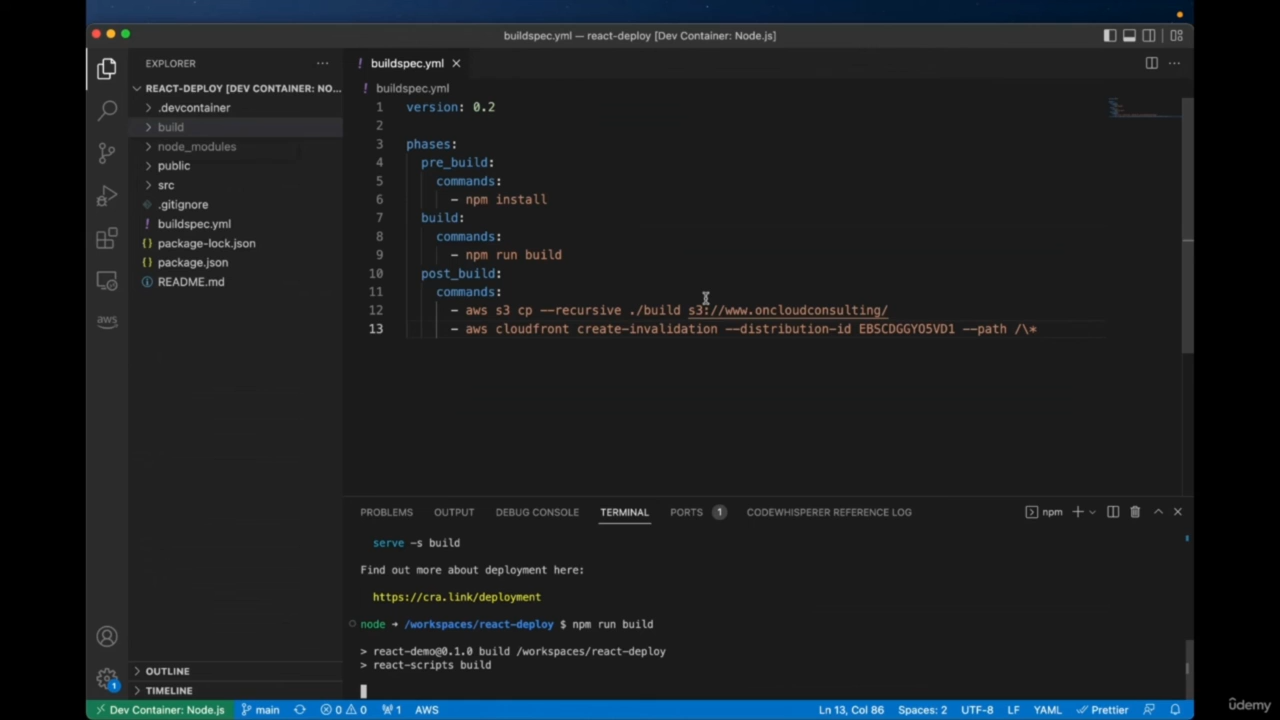 buildspec.yml — react-deploy [Dev Container: Node.js]
EXPLORER
REACT-DEPLOY [DEV CONTAINER: NO...
.devcontainer
build
node_modules
public
src
.gitignore
! buildspec.yml
{} package-lock.json
{} package.json
README.md
OUTLINE
TIMELINE
aws
1
! buildspec.yml
! buildspec.yml
1 version: 0.2
2
3 phases:
4 pre_build:
5 commands:
6 - npm install
7 build:
8 commands:
9 - npm run build
10 post_build:
11 commands:
12 - aws s3 cp --recursive ./build s3://www.oncloudconsulting/
13 - aws cloudfront create-invalidation --distribution-id EBSCDGGYO5VD1 --path /\*
PROBLEMS OUTPUT DEBUG CONSOLE TERMINAL PORTS 1 CODEWHISPERER REFERENCE LOG
npm
serve -s build
Find out more about deployment here:
https://cra.link/deployment
node → /workspaces/react-deploy $ npm run build
> react-demo@0.1.0 build /workspaces/react-deploy
> react-scripts build
Dev Container: Node.js main 0 0 1 AWS
Ln 13, Col 86 Spaces: 2 UTF-8 LF YAML Prettier
ûdemy